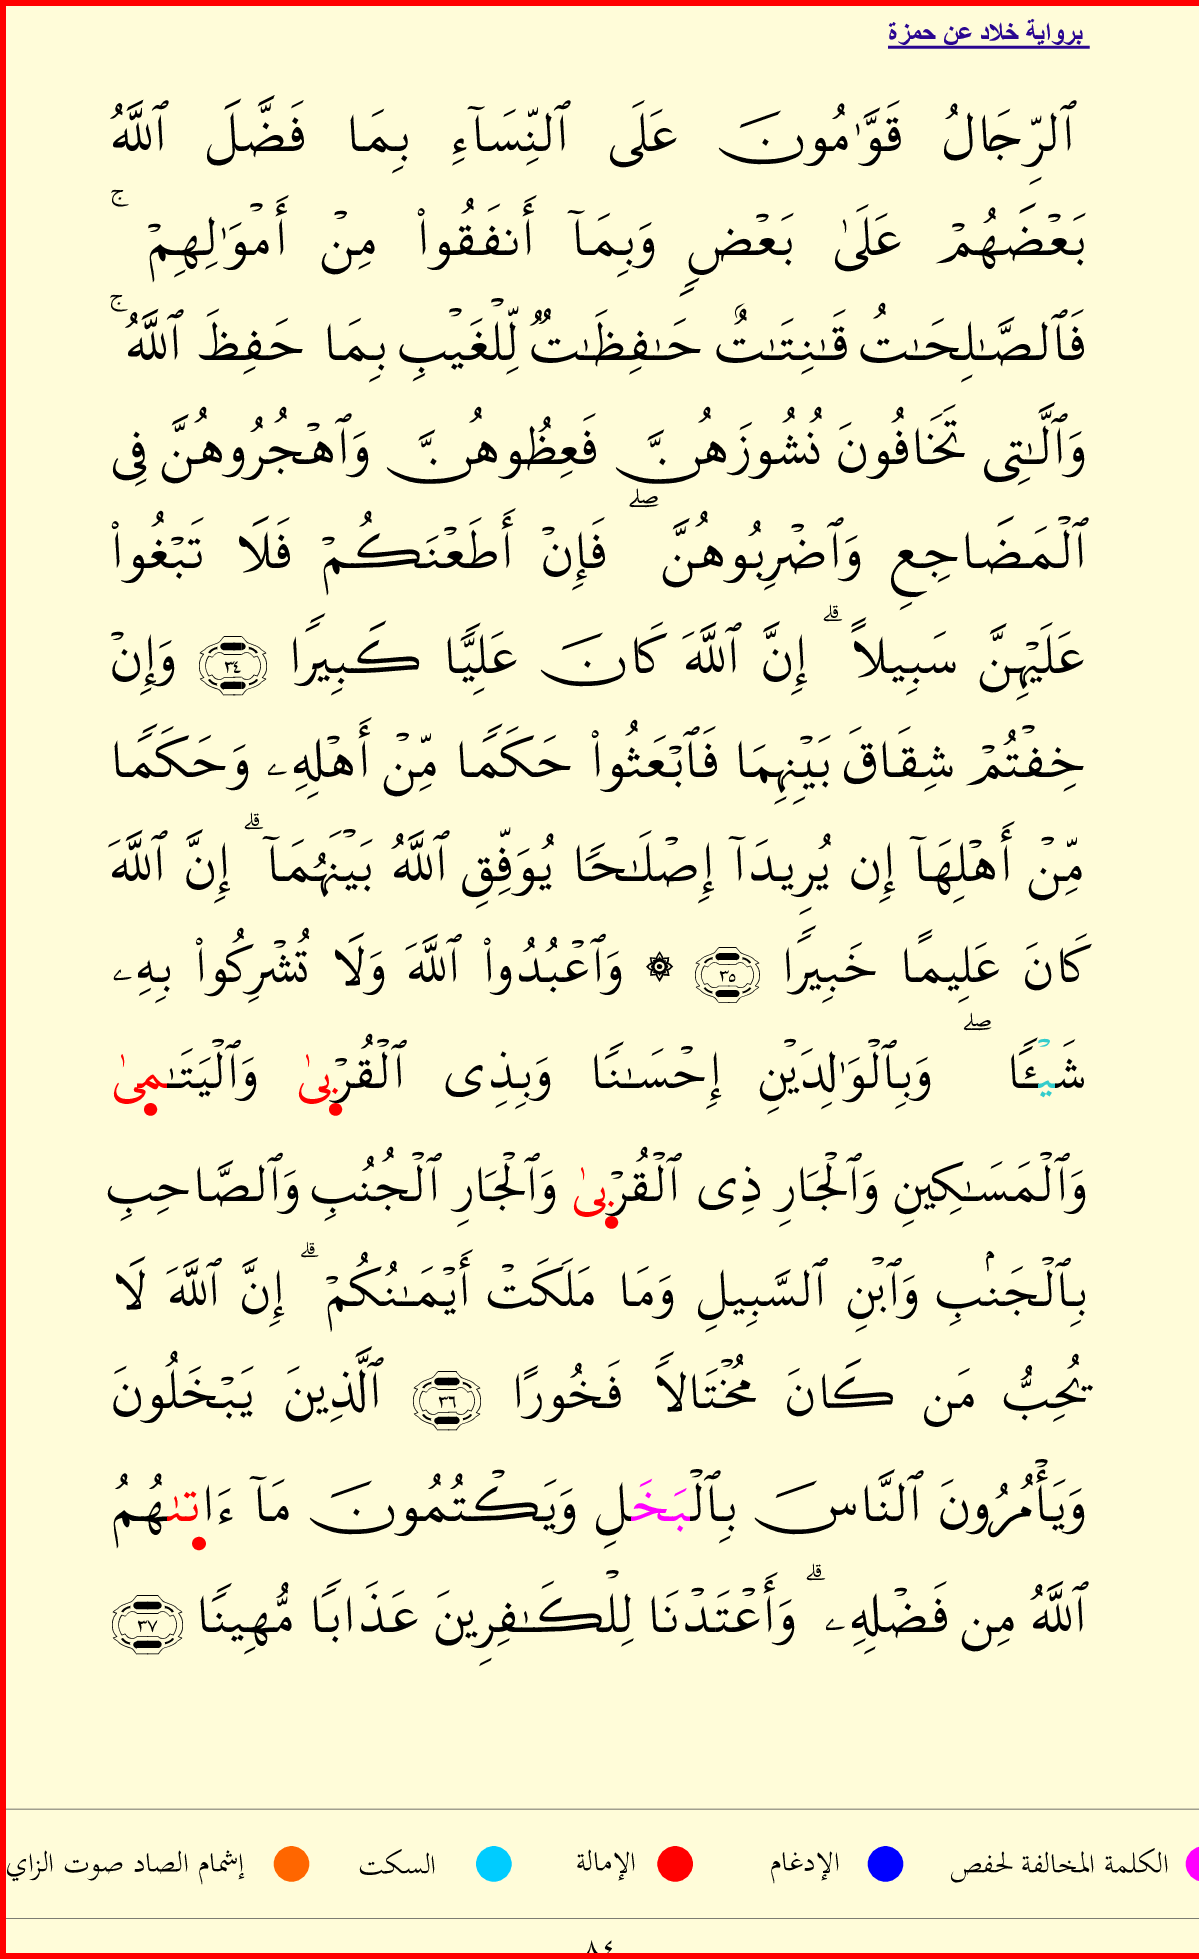 برواية خلاد عن حمزة
ٱلرِّجَالُ قَوَّٰمُونَ عَلَى ٱلنِّسَآءِ بِمَا فَضَّلَ ٱللَّهُ
بَعْضَهُمْ عَلَىٰ بَعْضٍ وَبِمَآ أَنفَقُوا۟ مِنْ أَمْوَٰلِهِمْ ۚ
فَٱلصَّـٰلِحَـٰتُ قَـٰنِتَـٰتٌ حَـٰفِظَـٰتٌ لِّلْغَيْبِ بِمَا حَفِظَ ٱللَّهُ ۚ
وَٱلَّـٰتِى تَخَافُونَ نُشُوزَهُنَّ فَعِظُوهُنَّ وَٱهْجُرُوهُنَّ فِى
ٱلْمَضَاجِعِ وَٱضْرِبُوهُنَّ ۖ فَإِنْ أَطَعْنَكُمْ فَلَا تَبْغُوا۟
عَلَيْهِنَّ سَبِيلاً ۗ إِنَّ ٱللَّهَ كَانَ عَلِيًّا كَبِيرًا ٣٤ وَإِنْ
خِفْتُمْ شِقَاقَ بَيْنِهِمَا فَٱبْعَثُوا۟ حَكَمًا مِّنْ أَهْلِهِۦ وَحَكَمًا
مِّنْ أَهْلِهَآ إِن يُرِيدَآ إِصْلَـٰحًا يُوَفِّقِ ٱللَّهُ بَيْنَهُمَآ ۗ إِنَّ ٱللَّهَ
كَانَ عَلِيمًا خَبِيرًا ٣٥ ۞ وَٱعْبُدُوا۟ ٱللَّهَ وَلَا تُشْرِكُوا۟ بِهِۦ
شَيْـًٔا ۖ وَبِٱلْوَٰلِدَيْنِ إِحْسَـٰنًا وَبِذِى ٱلْقُرْبىٰ وَٱلْيَتَـٰمىٰ
وَٱلْمَسَـٰكِينِ وَٱلْجَارِ ذِى ٱلْقُرْبىٰ وَٱلْجَارِ ٱلْجُنُبِ وَٱلصَّاحِبِ
بِٱلْجَنۢبِ وَٱبْنِ ٱلسَّبِيلِ وَمَا مَلَكَتْ أَيْمَـٰنُكُمْ ۗ إِنَّ ٱللَّهَ لَا
يُحِبُّ مَن كَانَ مُخْتَالاً فَخُورًا ٣٦ ٱلَّذِينَ يَبْخَلُونَ
وَيَأْمُرُونَ ٱلنَّاسَ بِٱلْبَخَلِ وَيَكْتُمُونَ مَآ ءَاتىٰهُمُ
ٱللَّهُ مِن فَضْلِهِۦ ۗ وَأَعْتَدْنَا لِلْكَـٰفِرِينَ عَذَابًا مُّهِينًا ٣٧
الكلمة المخالفة لحفص الإدغام الإمالة السكت إشمام الصاد صوت الزاي
٨٤